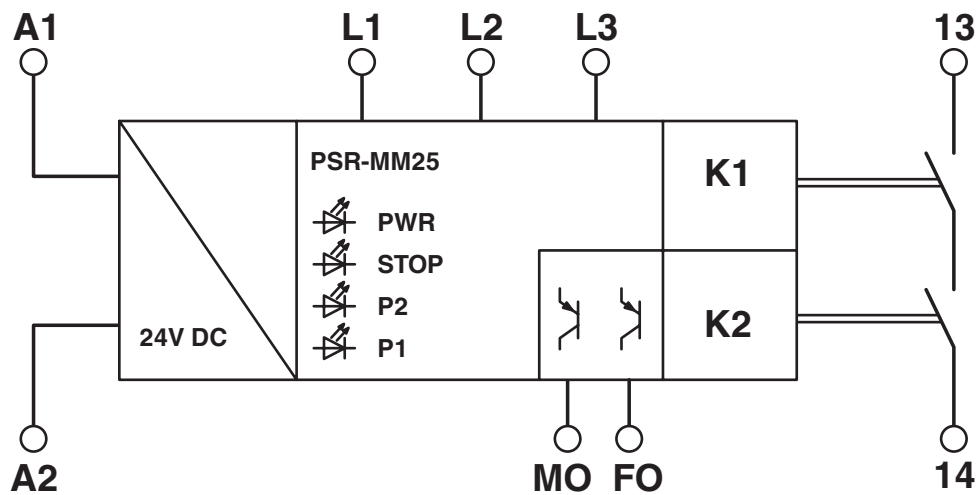 A1 L1 L2 L3 13
PSR-MM25
K1
PWR
STOP
P2
P1
24V DC
K2
A2 MO FO 14